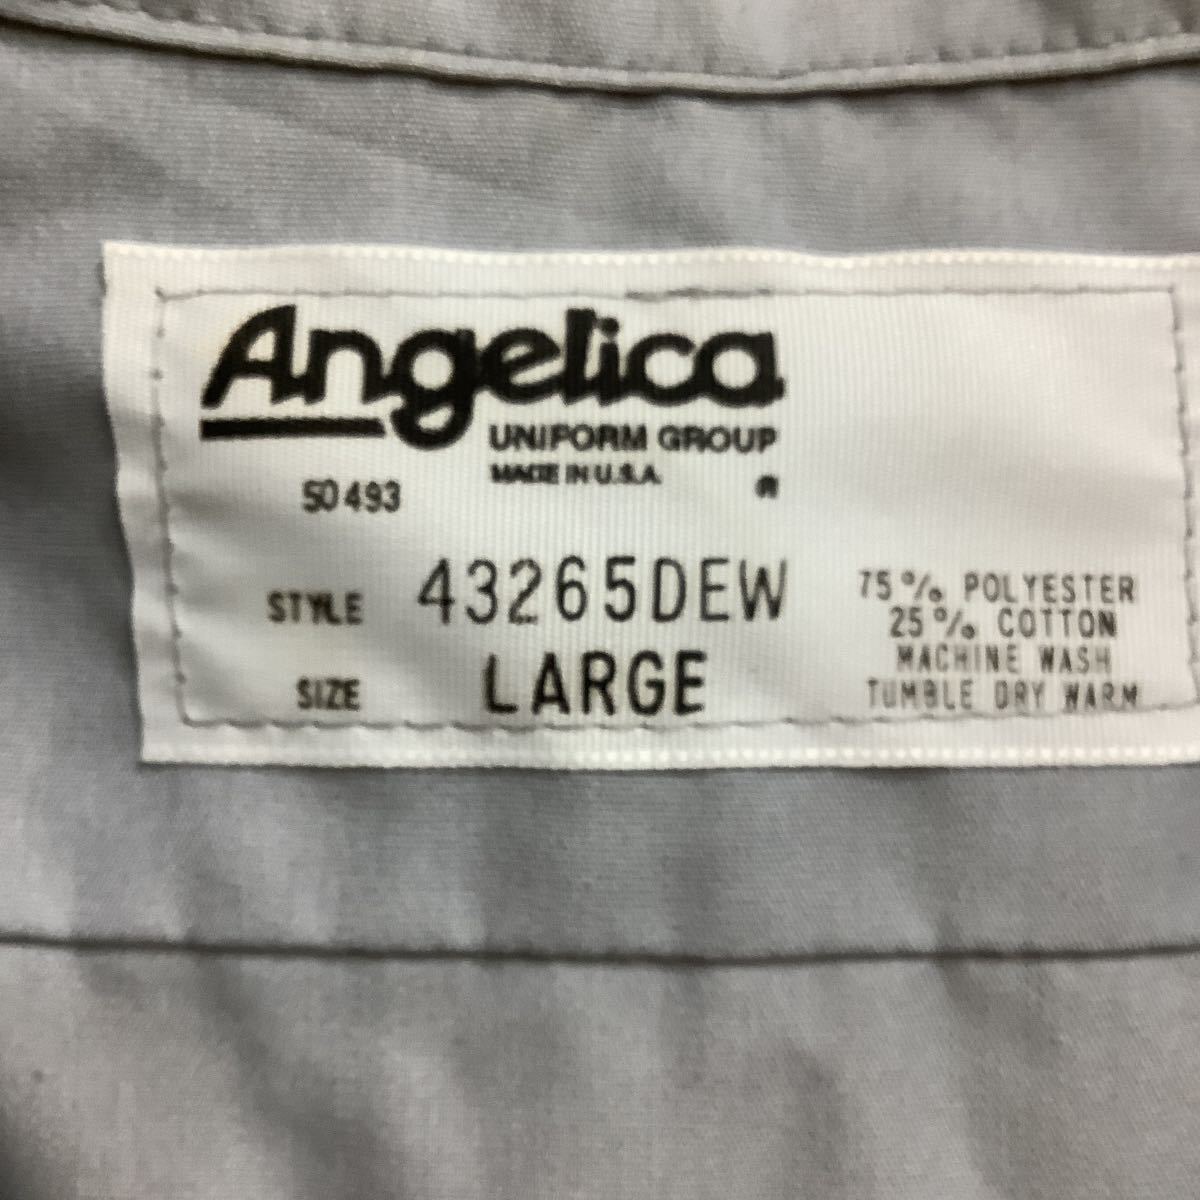 Angelica
UNIFORM GROUP
MADE IN U.S.A.
®
50493
STYLE 43265DEW
SIZE LARGE
75% POLYESTER
25% COTTON
MACHINE WASH
TUMBLE DRY WARM